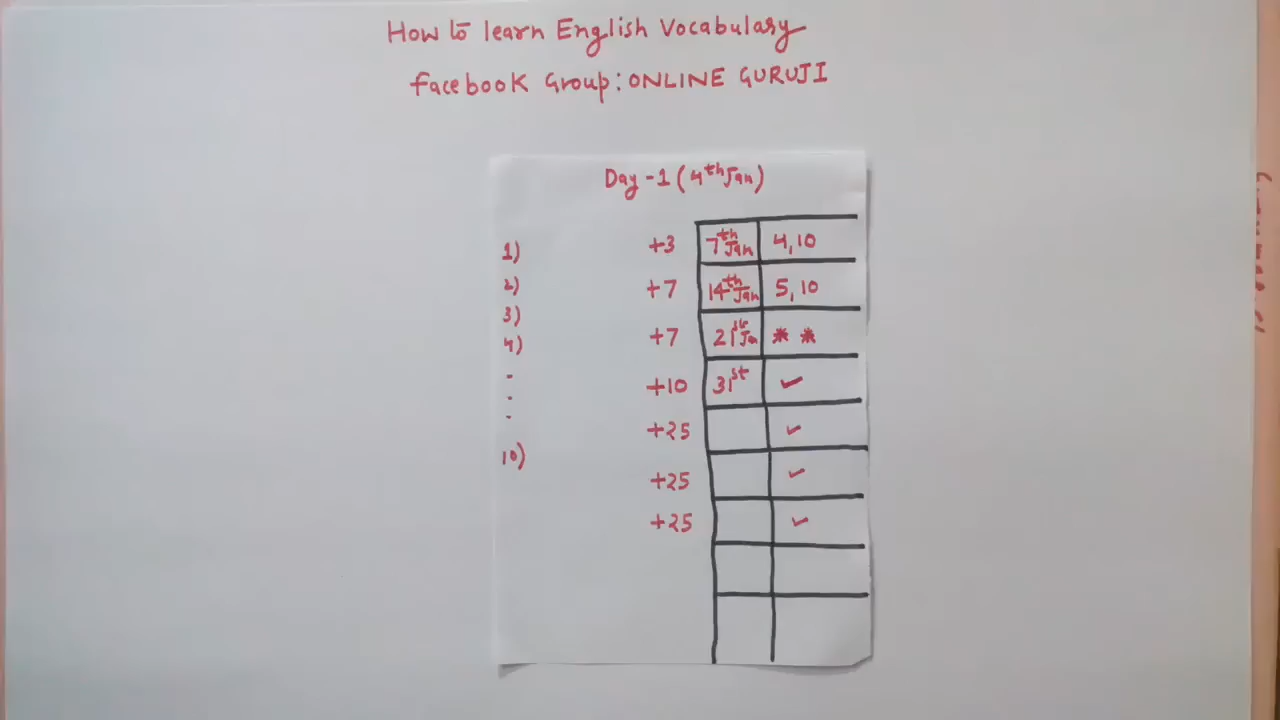 How to learn English Vocabulary
facebook Group: ONLINE GURUJI
Day -1 (4th Jan)
1)
2)
3)
4)
10)
+3 7th Jan 4,10
+7 14th Jan 5,10
+7 21st Ja ✱ ✱
+10 31st ✓
+25 ✓
+25 ✓
+25 ✓